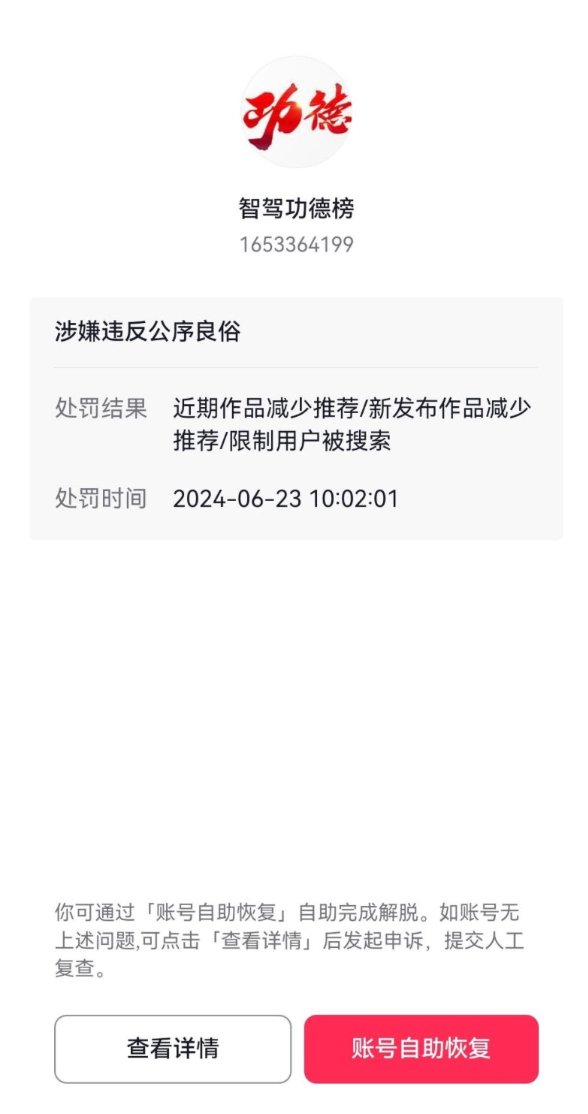 功德
智驾功德榜
1653364199
涉嫌违反公序良俗
处罚结果 近期作品减少推荐/新发布作品减少
推荐/限制用户被搜索
处罚时间 2024-06-23 10:02:01
你可通过「账号自助恢复」自助完成解脱。如账号无
上述问题,可点击「查看详情」后发起申诉，提交人工
复查。
查看详情 账号自助恢复